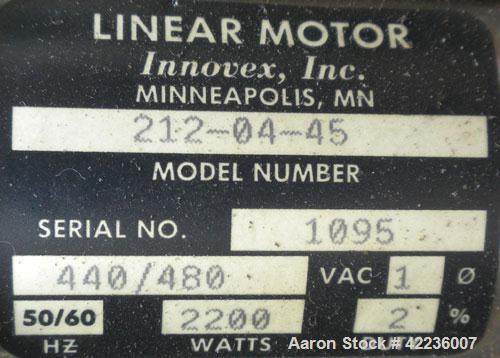 LINEAR MOTOR
Innovex, Inc.
MINNEAPOLIS, MN
212-04-45
MODEL NUMBER
SERIAL NO. 1095
440/480 VAC 1 Ø
50/60 2200 2 %
HZ WATTS
Aaron Stock# 42236007